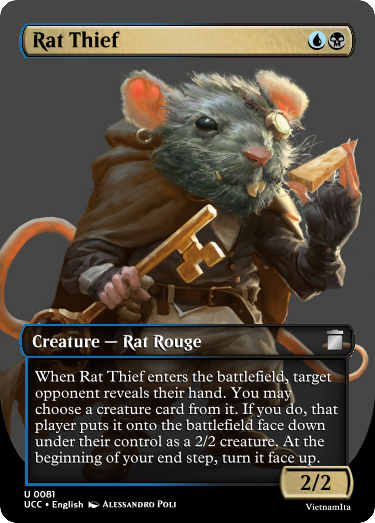 Rat Thief
Creature — Rat Rouge
When Rat Thief enters the battlefield, target
opponent reveals their hand. You may
choose a creature card from it. If you do, that
player puts it onto the battlefield face down
under their control as a 2/2 creature. At the
beginning of your end step, turn it face up.
2/2
U 0081
UCC • English Alessandro Poli
VietnamIta